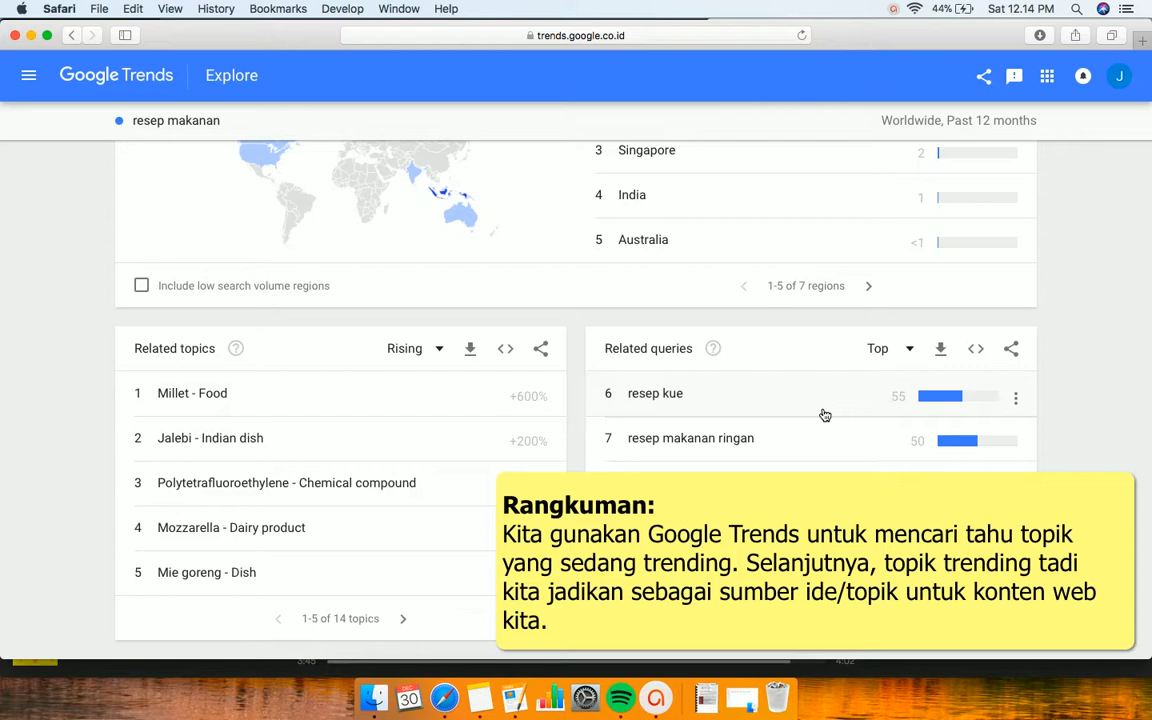 Safari File Edit View History Bookmarks Develop Window Help 44% Sat 12.14 PM
trends.google.co.id
Google Trends Explore J
resep makanan Worldwide, Past 12 months
3 Singapore 2
4 India 1
5 Australia <1
Include low search volume regions 1-5 of 7 regions
Related topics ? Rising
1 Millet - Food +600%
2 Jalebi - Indian dish +200%
3 Polytetrafluoroethylene - Chemical compound
4 Mozzarella - Dairy product
5 Mie goreng - Dish
1-5 of 14 topics
Related queries ? Top
6 resep kue 55
7 resep makanan ringan 50
Rangkuman:
Kita gunakan Google Trends untuk mencari tahu topik
yang sedang trending. Selanjutnya, topik trending tadi
kita jadikan sebagai sumber ide/topik untuk konten web
kita.
3:45 4:02
DEC
30